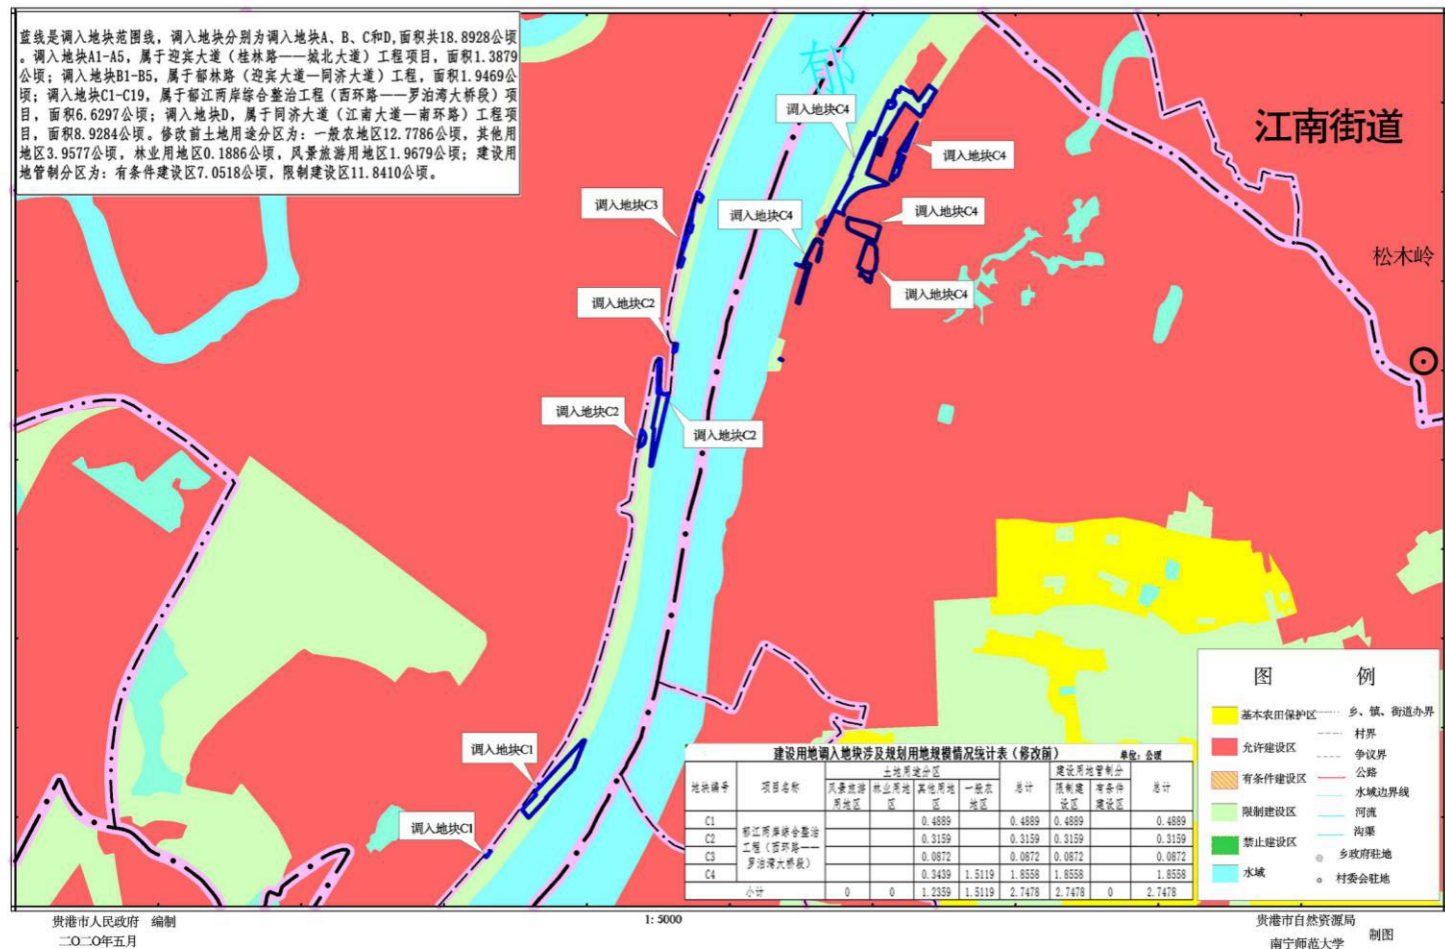 蓝线是调入地块范围线，调入地块分别为调入地块A、B、C和D,面积共18.8928公顷
。调入地块A1-A5，属于迎宾大道（桂林路——城北大道）工程项目，面积1.3879
公顷；调入地块B1-B5，属于郁林路（迎宾大道—同济大道）工程，面积1.9469公
顷；调入地块C1-C19，属于郁江两岸综合整治工程（西环路——罗泊湾大桥段）项
目，面积6.6297公顷；调入地块D，属于同济大道（江南大道—南环路）工程项
目，面积8.9284公顷。修改前土地用途分区为：一般农地区12.7786公顷，其他用
地区3.9577公顷，林业用地区0.1886公顷，风景旅游用地区1.9679公顷；建设用
地管制分区为：有条件建设区7.0518公顷，限制建设区11.8410公顷。
郁
江南街道
松木岭
调入地块C4
调入地块C4
调入地块C3
调入地块C4
调入地块C4
调入地块C4
调入地块C2
调入地块C2
调入地块C2
调入地块C1
调入地块C1
建设用地调入地块涉及规划用地规模情况统计表（修改前） 单位：公顷
地块编号 项目名称 土地用途分区 总计 建设用地管制分 总计
风景旅游用地区 林业用地区 其他用地区 一般农地区 限制建设区 有条件建设区
郁江两岸综合整治工程（西环路——罗泊湾大桥段）
C1 0.4889 0.4889 0.4889 0.4889
C2 0.3159 0.3159 0.3159 0.3159
C3 0.0872 0.0872 0.0872 0.0872
C4 0.3439 1.5119 1.8558 1.8558 1.8558
小计 0 0 1.2359 1.5119 2.7478 2.7478 0 2.7478
图 例
基本农田保护区
允许建设区
有条件建设区
限制建设区
禁止建设区
水域
乡、镇、街道办界
村界
争议界
公路
水域边界线
河流
沟渠
乡政府驻地
村委会驻地
贵港市人民政府 编制
二〇二〇年五月
1:5000
贵港市自然资源局
南宁师范大学
制图